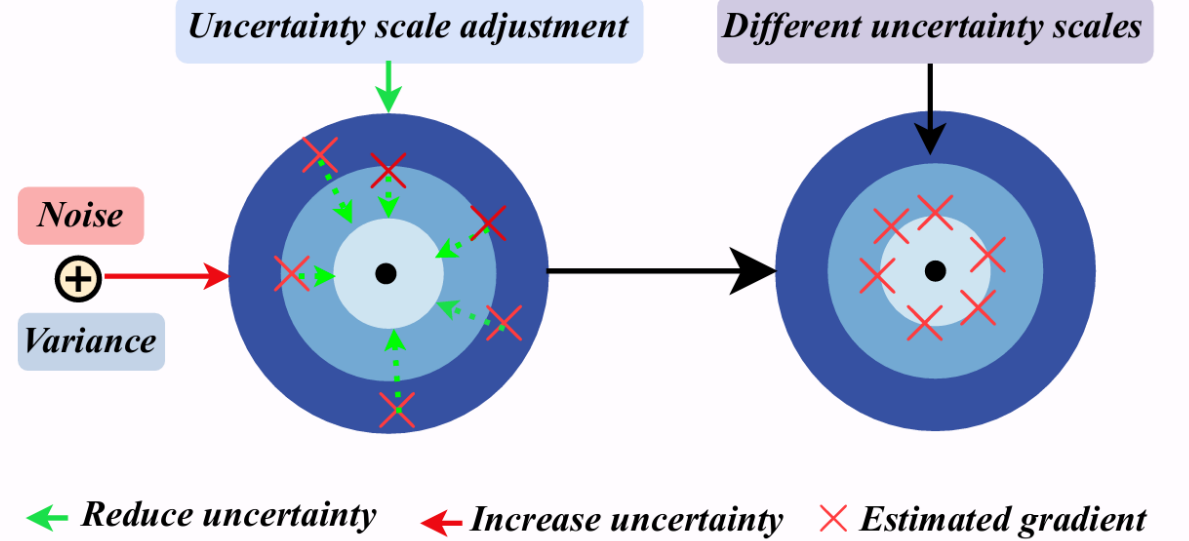 Uncertainty scale adjustment
Different uncertainty scales
Noise
Variance
Reduce uncertainty
Increase uncertainty
Estimated gradient